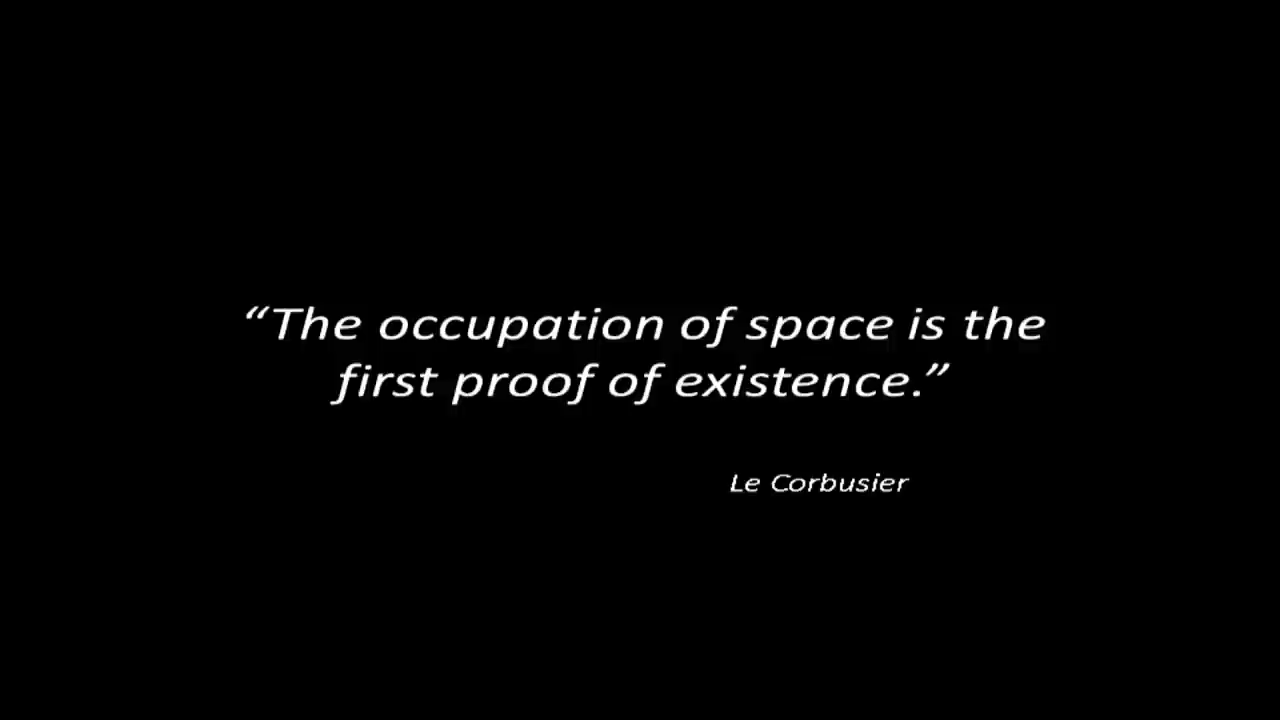 “The occupation of space is the
first proof of existence.”
Le Corbusier